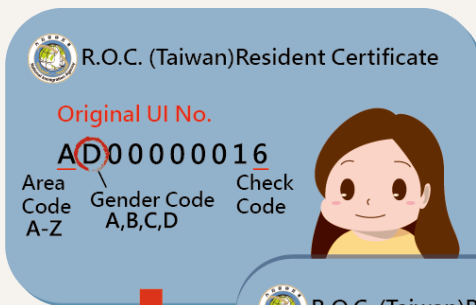 R.O.C. (Taiwan)Resident Certificate
Original UI No.
AD00000016
Area Code A-Z
Gender Code A,B,C,D
Check Code
R.O.C. (Taiwan)